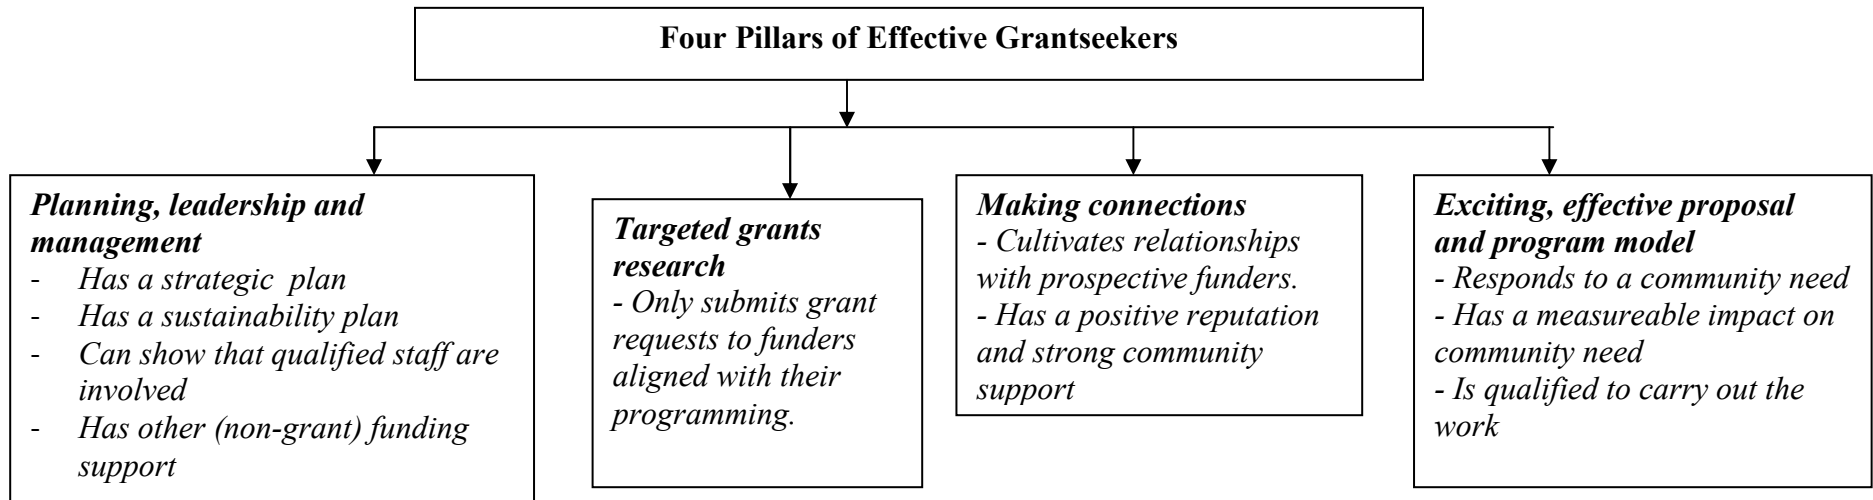 Four Pillars of Effective Grantseekers
Planning, leadership and
management
- Has a strategic plan
- Has a sustainability plan
- Can show that qualified staff are
involved
- Has other (non-grant) funding
support
Targeted grants
research
- Only submits grant
requests to funders
aligned with their
programming.
Making connections
- Cultivates relationships
with prospective funders.
- Has a positive reputation
and strong community
support
Exciting, effective proposal
and program model
- Responds to a community need
- Has a measureable impact on
community need
- Is qualified to carry out the
work